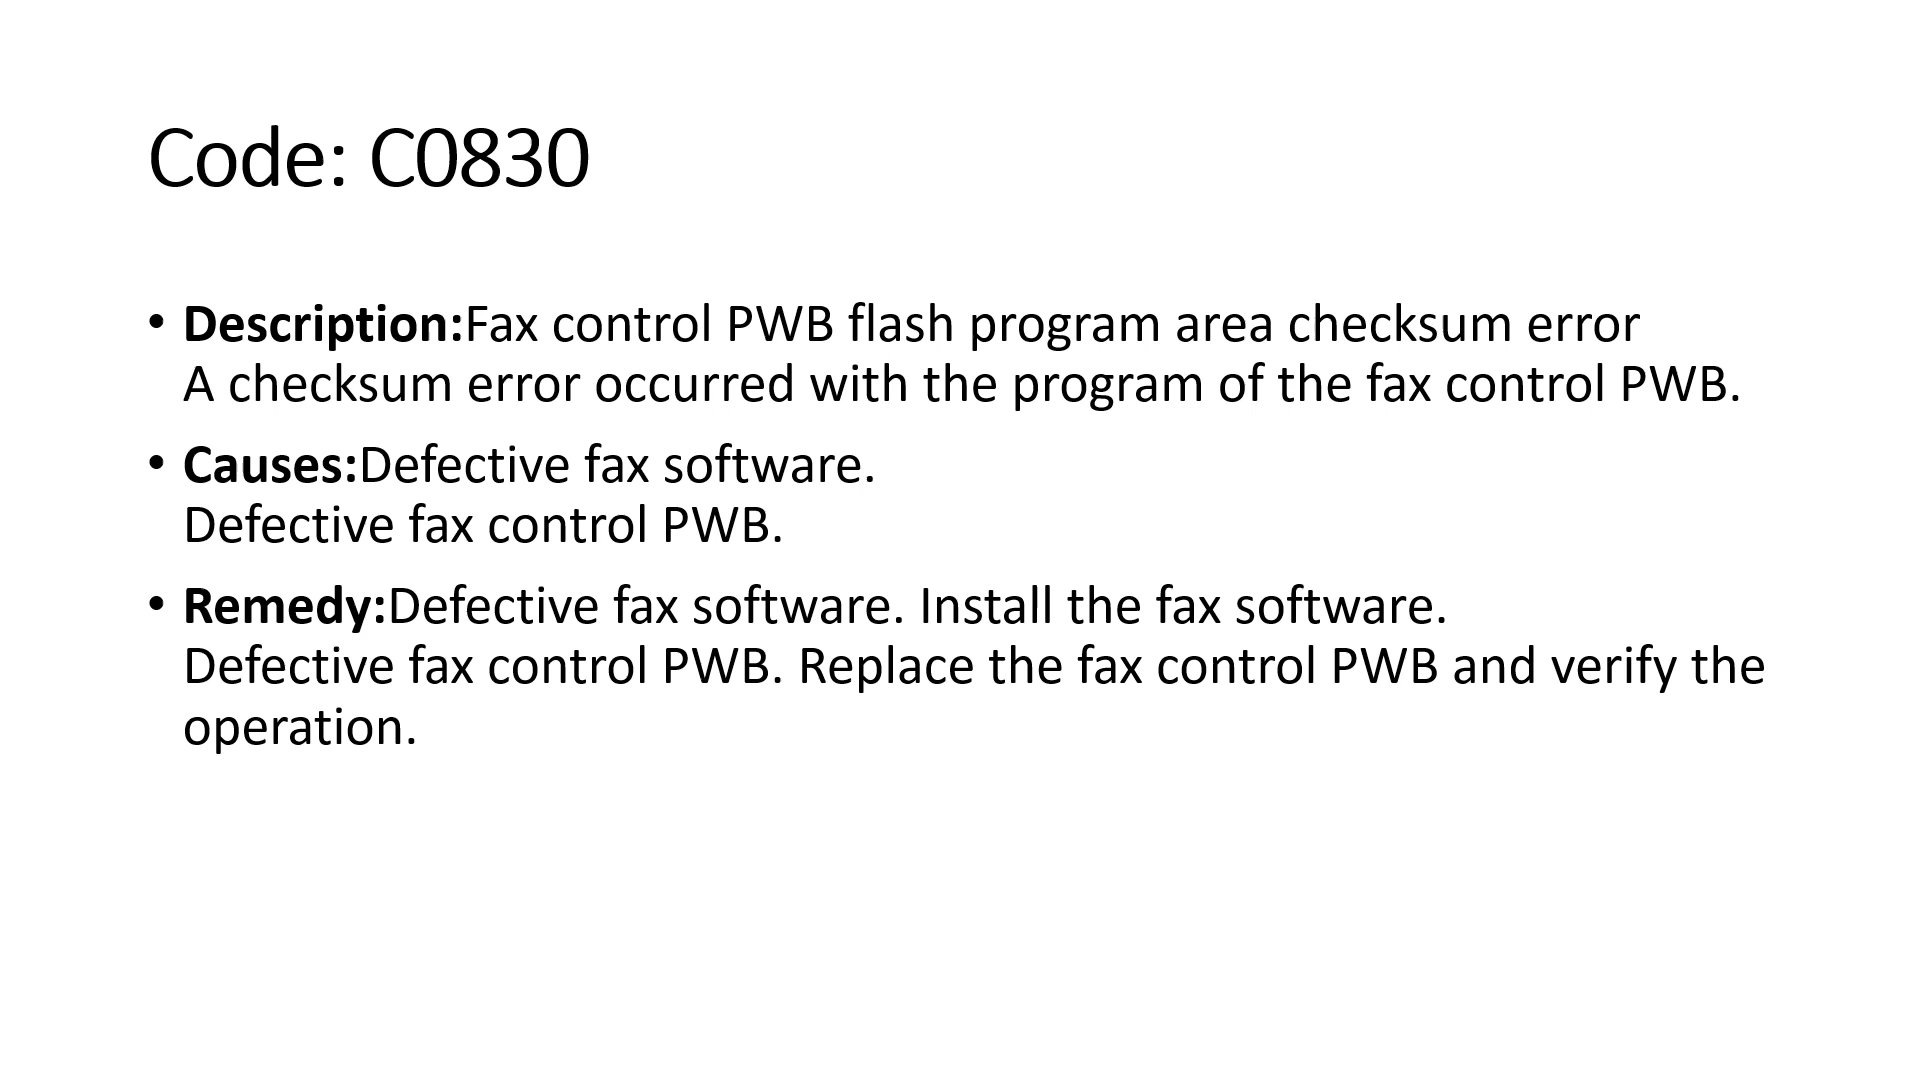 Code: C0830
• Description:Fax control PWB flash program area checksum error
A checksum error occurred with the program of the fax control PWB.
• Causes:Defective fax software.
Defective fax control PWB.
• Remedy:Defective fax software. Install the fax software.
Defective fax control PWB. Replace the fax control PWB and verify the
operation.